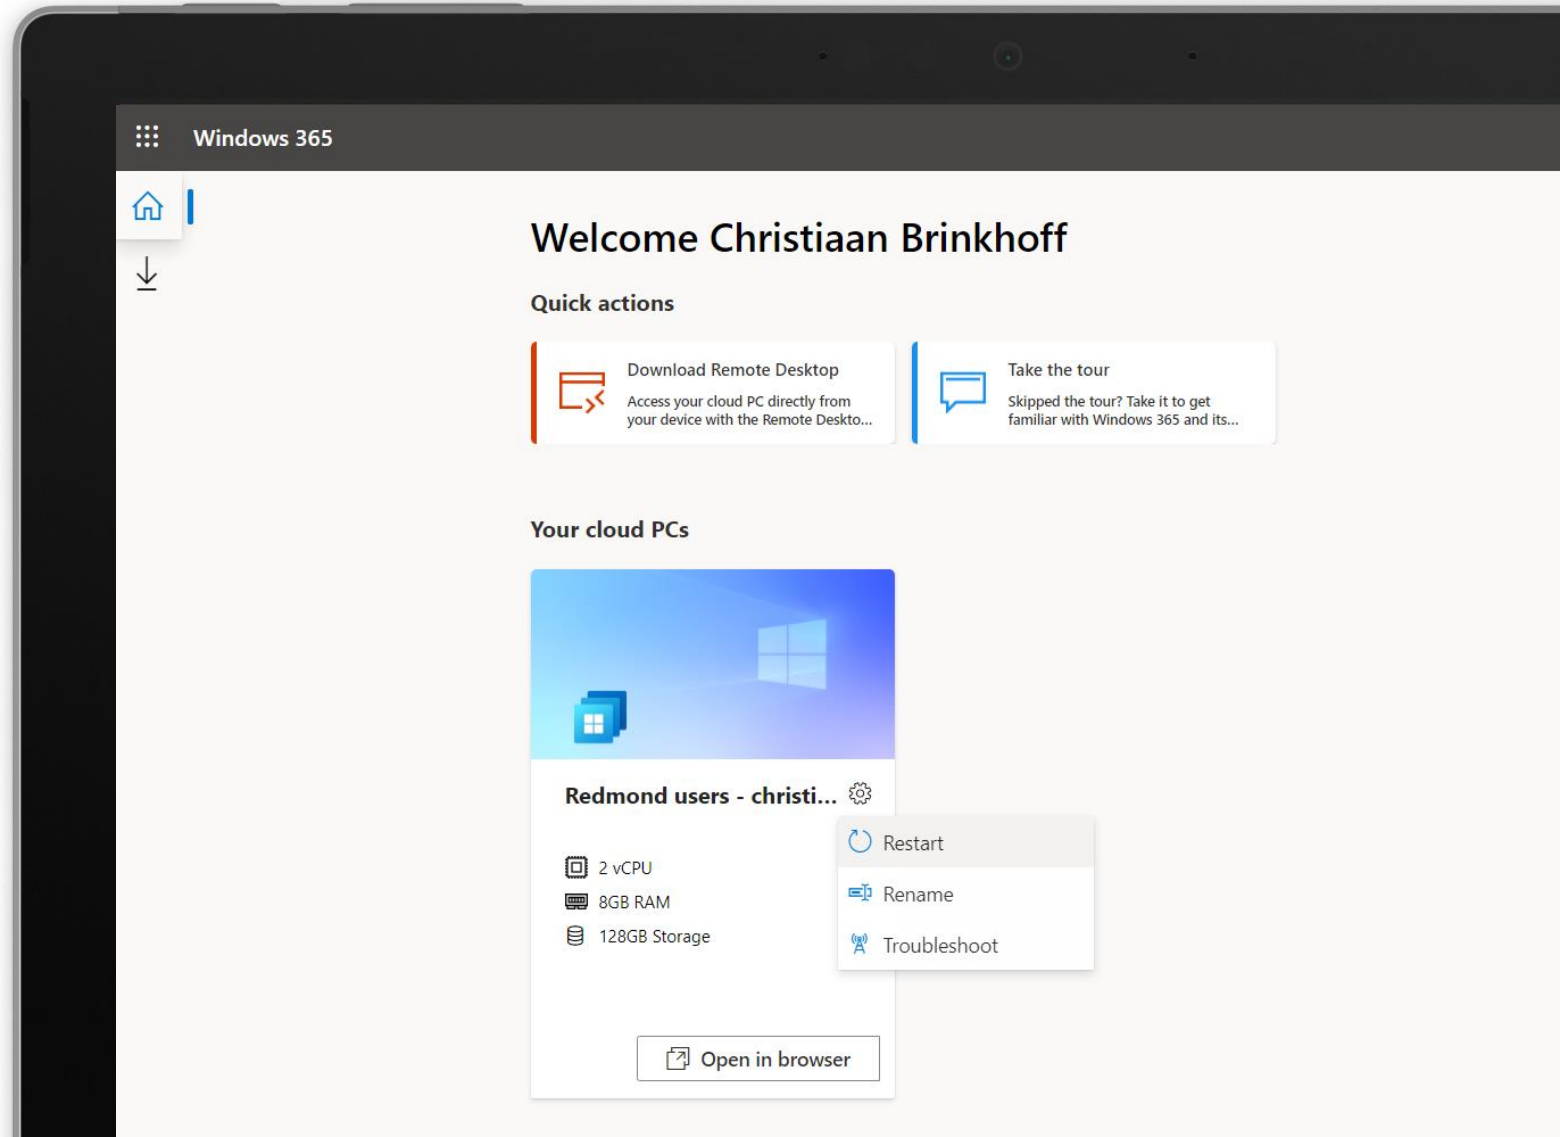 Windows 365
Welcome Christiaan Brinkhoff
Quick actions
Download Remote Desktop
Access your cloud PC directly from
your device with the Remote Deskto...
Take the tour
Skipped the tour? Take it to get
familiar with Windows 365 and its...
Your cloud PCs
Redmond users - christi...
2 vCPU
8GB RAM
128GB Storage
Restart
Rename
Troubleshoot
Open in browser